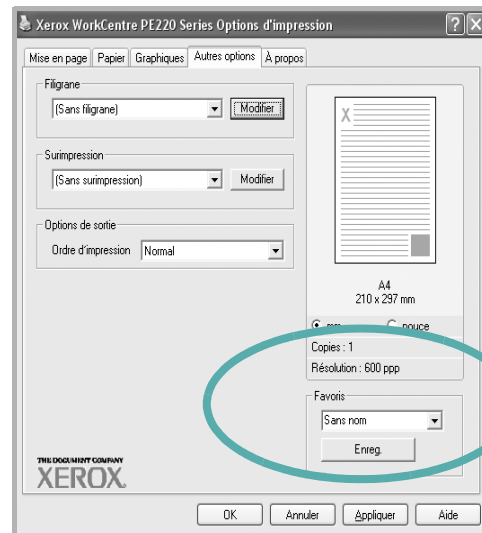 Xerox WorkCentre PE220 Series Options d'impression
Mise en page Papier Graphiques Autres options À propos
Filigrane
(Sans filigrane) Modifier
X
Surimpression
(Sans surimpression) Modifier
Options de sortie
Ordre d'impression Normal
A4
210 x 297 mm
mm pouce
Copies : 1
Résolution : 600 ppp
Favoris
Sans nom
Enreg.
THE DOCUMENT COMPANY
XEROX.
OK Annuler Appliquer Aide